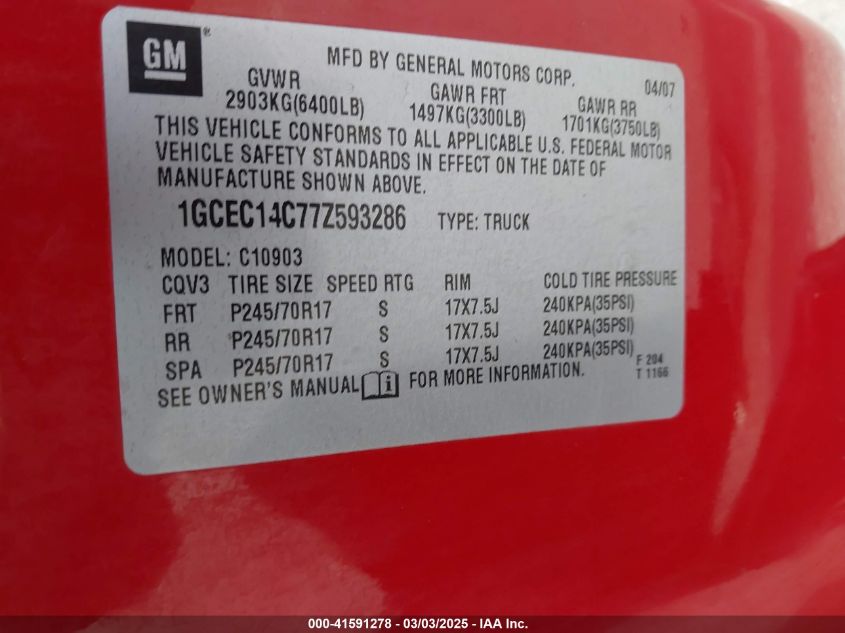 GM®
MFD BY GENERAL MOTORS CORP. 04/07
GVWR GAWR FRT GAWR RR
2903KG(6400LB) 1497KG(3300LB) 1701KG(3750LB)
THIS VEHICLE CONFORMS TO ALL APPLICABLE U.S. FEDERAL MOTOR
VEHICLE SAFETY STANDARDS IN EFFECT ON THE DATE OF
MANUFACTURE SHOWN ABOVE.
1GCEC14C77Z593286 TYPE: TRUCK
MODEL: C10903
CQV3 TIRE SIZE SPEED RTG RIM COLD TIRE PRESSURE
FRT P245/70R17 S 17X7.5J 240KPA(35PSI)
RR P245/70R17 S 17X7.5J 240KPA(35PSI)
SPA P245/70R17 S 17X7.5J 240KPA(35PSI)
SEE OWNER'S MANUAL i FOR MORE INFORMATION.
F 204
T 1166
000-41591278 - 03/03/2025 - IAA Inc.